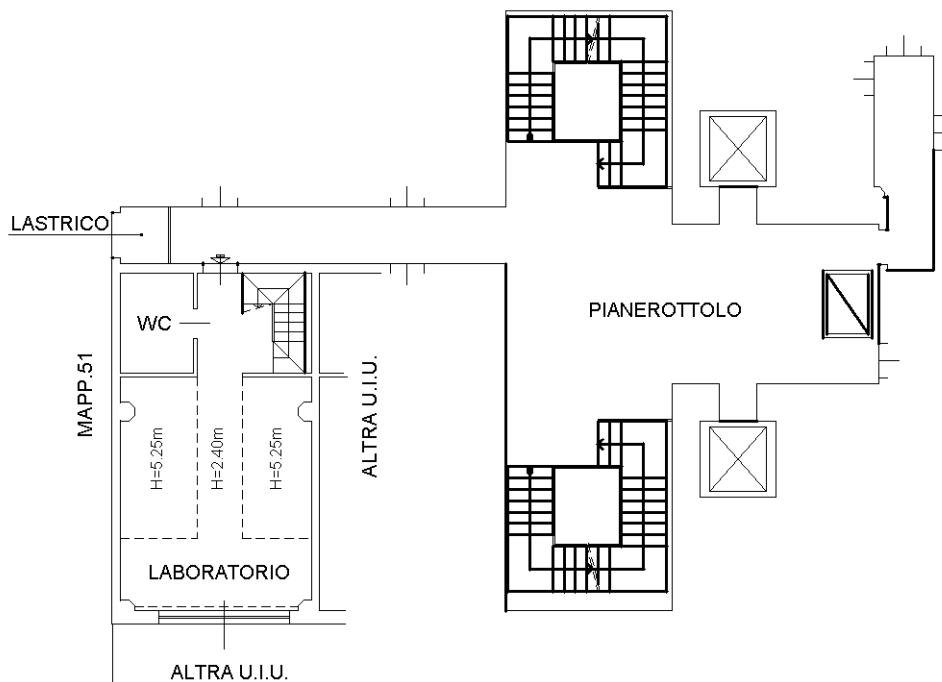 LASTRICO
PIANEROTTOLO
WC
MAPP.51
ALTRA U.I.U.
H=5.25m
H=2.40m
H=5.25m
LABORATORIO
ALTRA U.I.U.